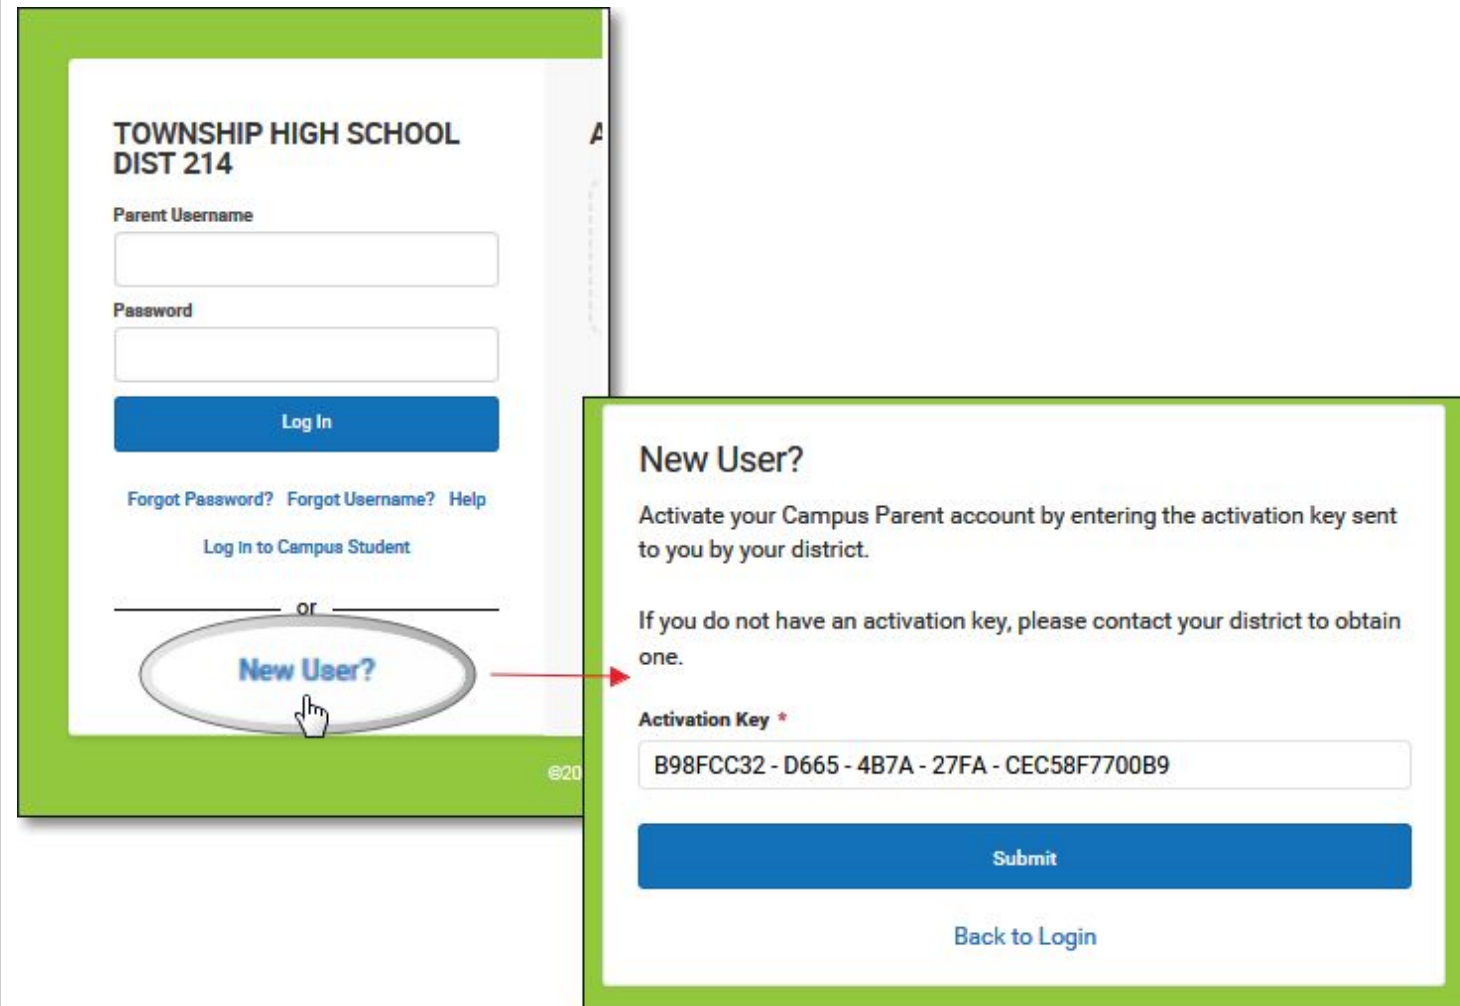 TOWNSHIP HIGH SCHOOL
DIST 214
Parent Username
Password
Log In
Forgot Password? Forgot Username? Help
Log in to Campus Student
or
New User?
A
©20
New User?
Activate your Campus Parent account by entering the activation key sent
to you by your district.
If you do not have an activation key, please contact your district to obtain
one.
Activation Key *
B98FCC32 - D665 - 4B7A - 27FA - CEC58F7700B9
Submit
Back to Login